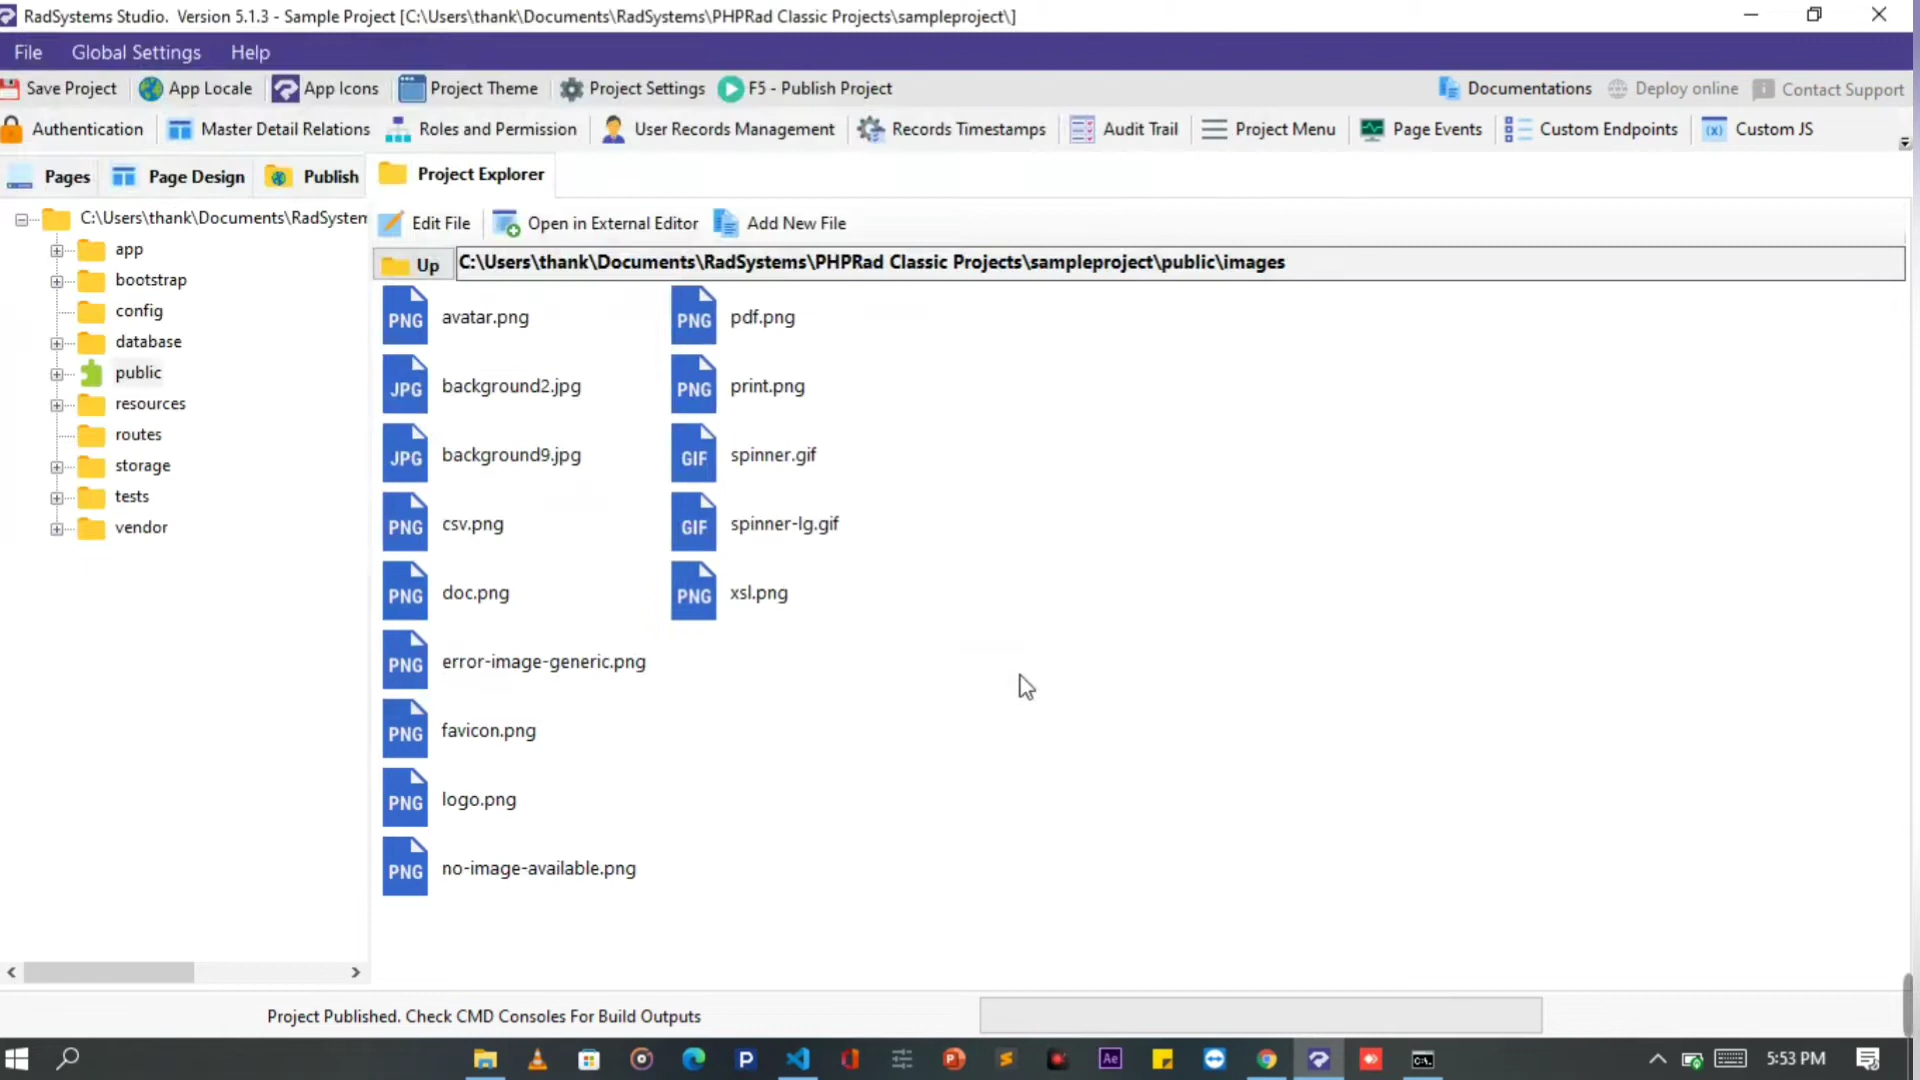 RadSystems Studio. Version 5.1.3 - Sample Project [C:\Users\thank\Documents\RadSystems\PHPRad Classic Projects\sampleproject\]
File Global Settings Help
Save Project App Locale App Icons Project Theme Project Settings F5 - Publish Project Documentations Deploy online Contact Support
Authentication Master Detail Relations Roles and Permission User Records Management Records Timestamps Audit Trail Project Menu Page Events Custom Endpoints Custom JS
Pages Page Design Publish Project Explorer
C:\Users\thank\Documents\RadSystem
app
bootstrap
config
database
public
resources
routes
storage
tests
vendor
Edit File Open in External Editor Add New File
Up C:\Users\thank\Documents\RadSystems\PHPRad Classic Projects\sampleproject\public\images
PNG avatar.png
JPG background2.jpg
JPG background9.jpg
PNG csv.png
PNG doc.png
PNG error-image-generic.png
PNG favicon.png
PNG logo.png
PNG no-image-available.png
PNG pdf.png
PNG print.png
GIF spinner.gif
GIF spinner-lg.gif
PNG xsl.png
Project Published. Check CMD Consoles For Build Outputs
P Ae 5:53 PM